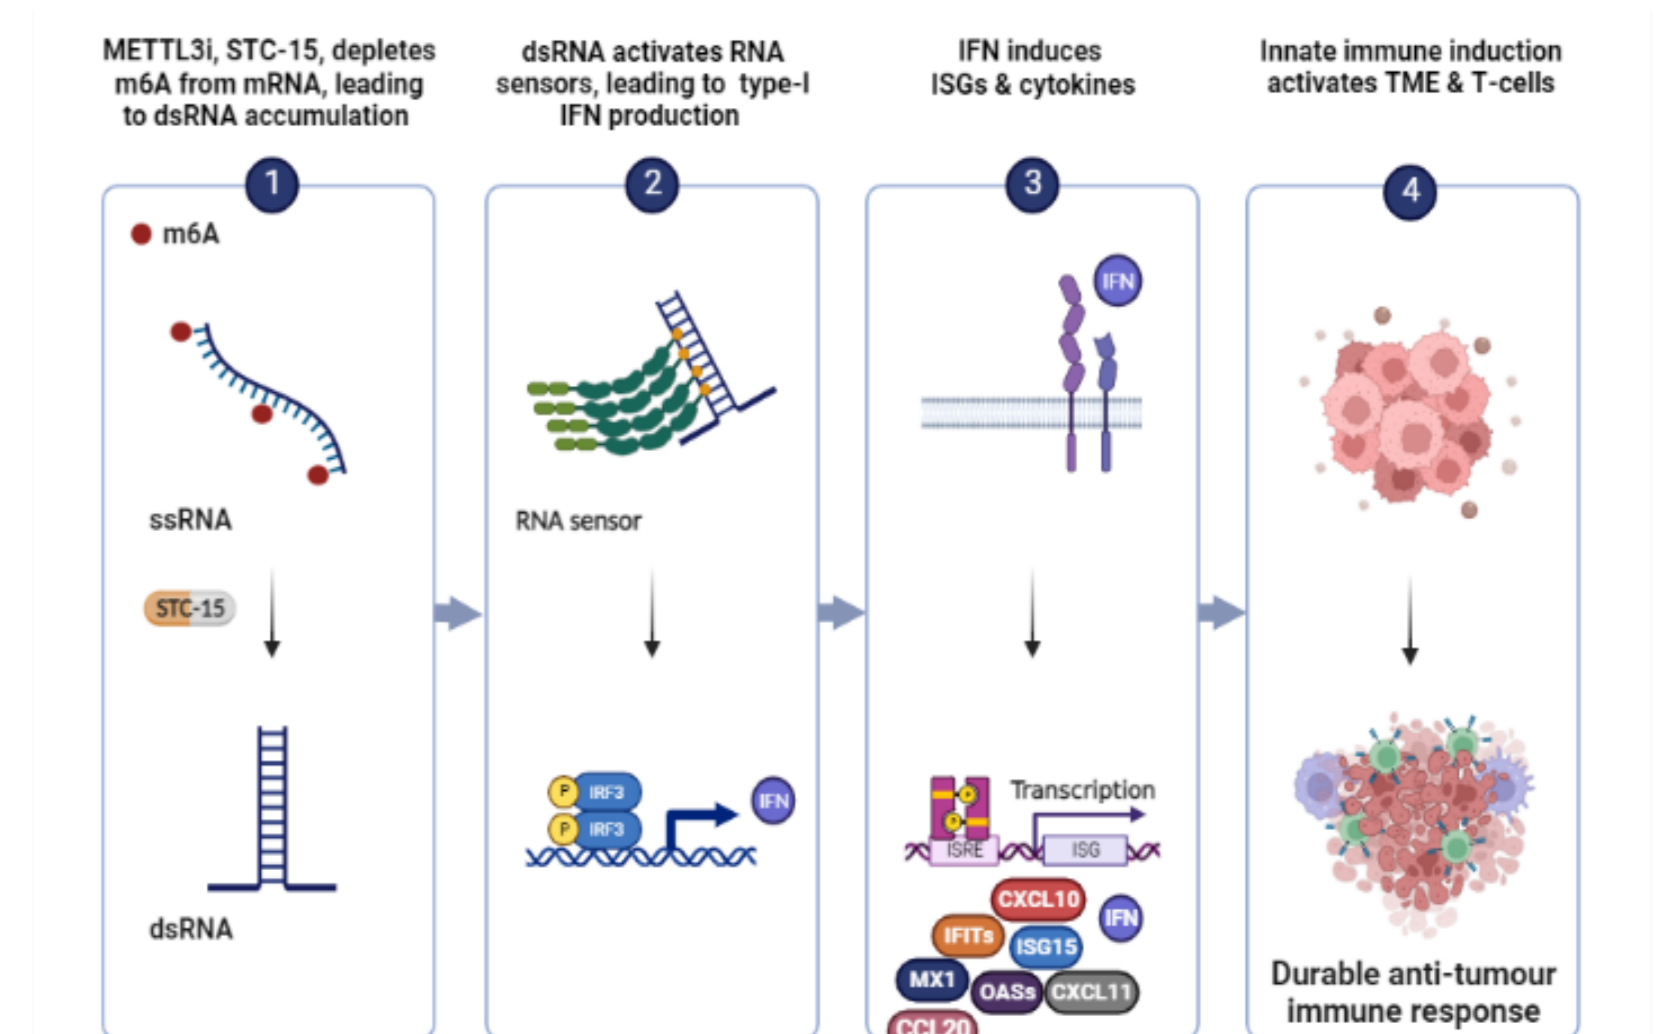 METTL3i, STC-15, depletes
m6A from mRNA, leading
to dsRNA accumulation
dsRNA activates RNA
sensors, leading to type-I
IFN production
IFN induces
ISGs & cytokines
Innate immune induction
activates TME & T-cells
1
2
3
4
m6A
ssRNA
STC-15
dsRNA
RNA sensor
P IRF3
P IRF3
IFN
IFN
P
P
Transcription
ISRE
ISG
CXCL10
IFN
IFITs
ISG15
MX1
OASs
CXCL11
CCL20
Durable anti-tumour
immune response